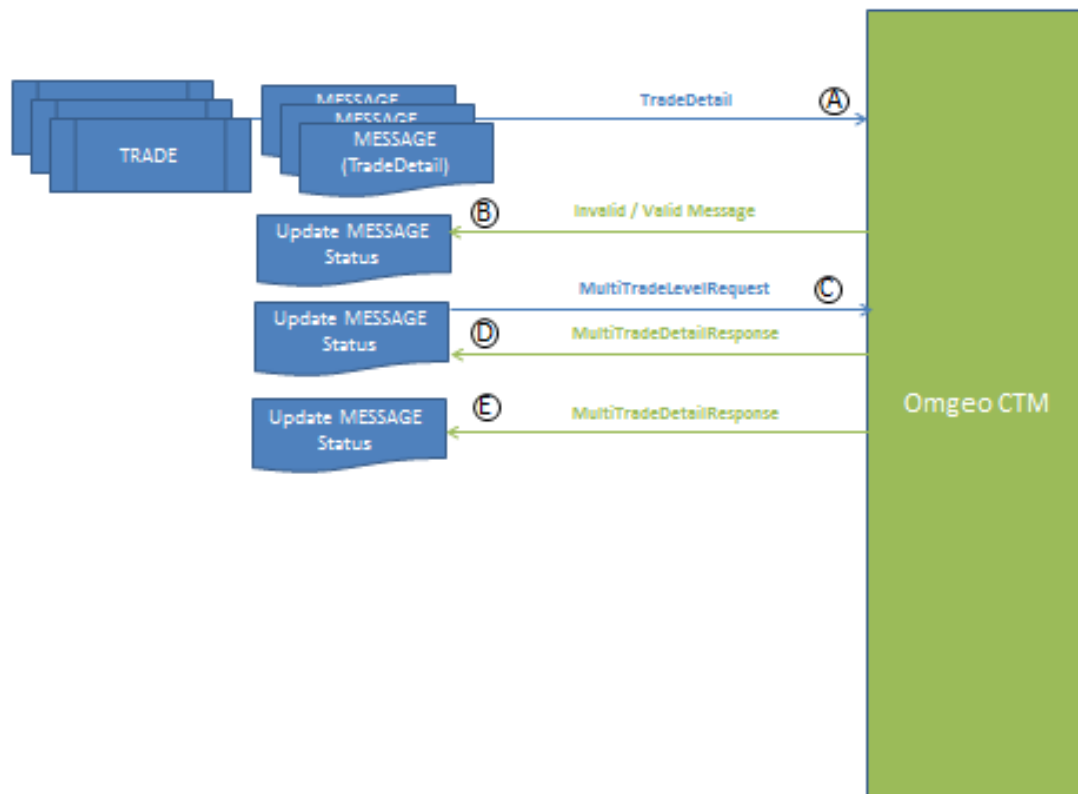 MESSAGE
MESSAGE
MESSAGE
(TradeDetail)
TRADE
TradeDetail
A
Update MESSAGE
Status
B
Invalid / Valid Message
Update MESSAGE
Status
MultiTradeLevelRequest
C
D
MultiTradeDetailResponse
Update MESSAGE
Status
E
MultiTradeDetailResponse
Omgeo CTM